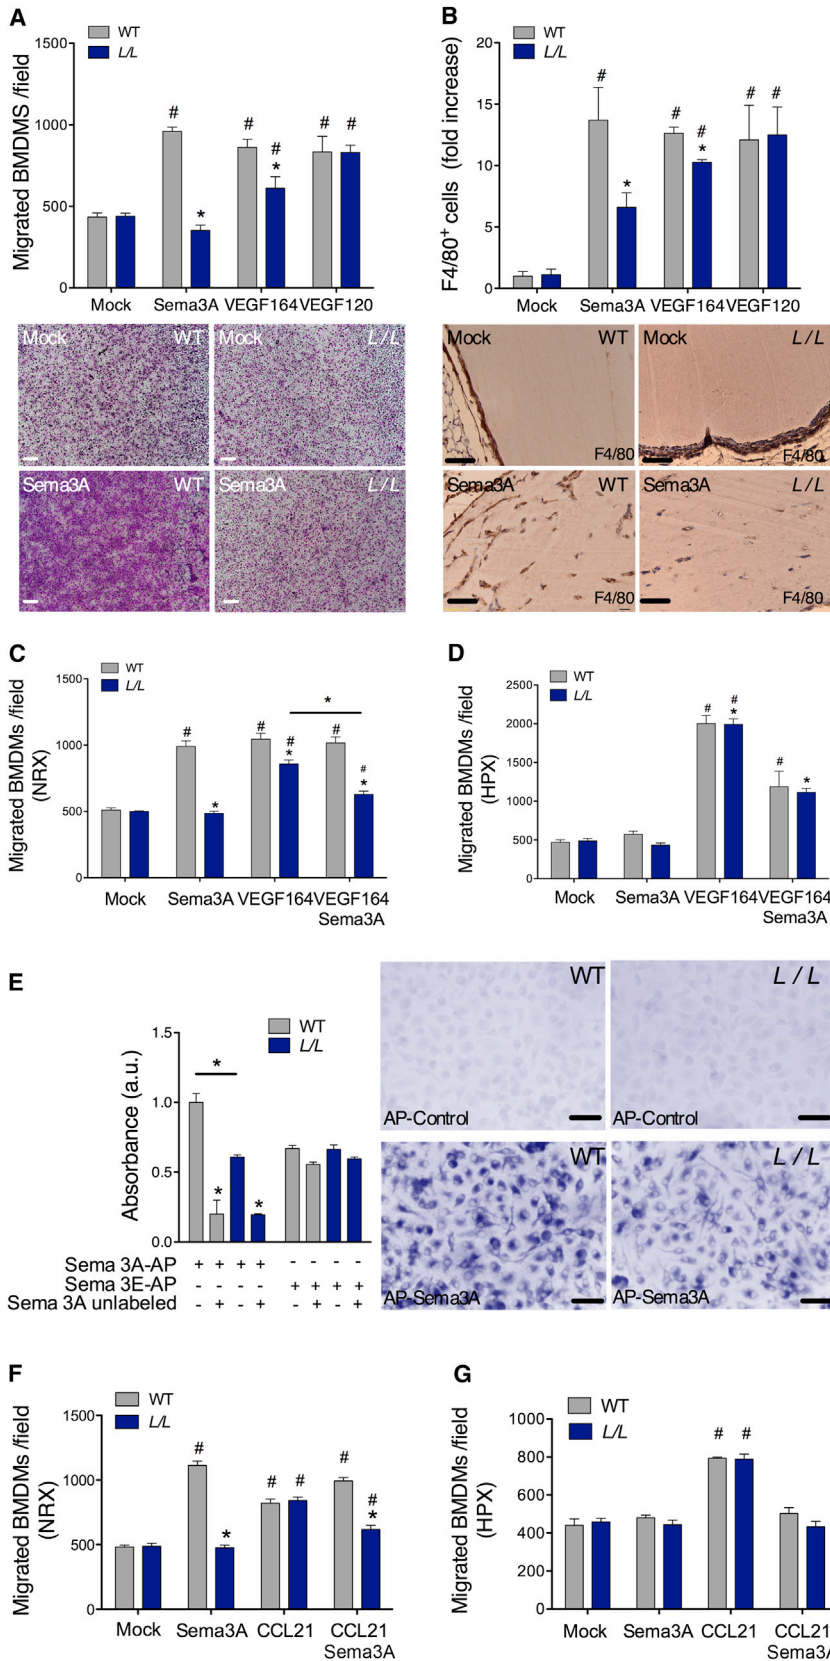 A
WT
L/L
Migrated BMDMS /field
1500
1000
500
0
# # # * # # *
Mock Sema3A VEGF164 VEGF120
B
WT
L/L
F4/80+ cells (fold increase)
20
15
10
5
0
# # # # # * *
Mock Sema3A VEGF164 VEGF120
Mock WT
Mock L/L
Sema3A WT
Sema3A L/L
Mock WT
F4/80
Mock L/L
F4/80
Sema3A WT
F4/80
Sema3A L/L
F4/80
C
WT
L/L
Migrated BMDMs /field
(NRX)
1500
1000
500
0
*
# # # * # * # *
Mock Sema3A VEGF164 VEGF164
Sema3A
D
WT
L/L
Migrated BMDMs /field
(HPX)
2500
2000
1500
1000
500
0
# # * # *
Mock Sema3A VEGF164 VEGF164
Sema3A
E
WT
L/L
Absorbance (a.u.)
1.5
1.0
0.5
0.0
*
* *
Sema 3A-AP + + + + - - - -
Sema 3E-AP - - - - + + + +
Sema 3A unlabeled - + - + - + - +
WT
AP-Control
L / L
AP-Control
WT
AP-Sema3A
L / L
AP-Sema3A
F
WT
L/L
Migrated BMDMs /field
(NRX)
1500
1000
500
0
# * # # # # *
Mock Sema3A CCL21 CCL21
Sema3A
G
WT
L/L
Migrated BMDMs /field
(HPX)
1000
800
600
400
200
0
# #
Mock Sema3A CCL21 CCL21